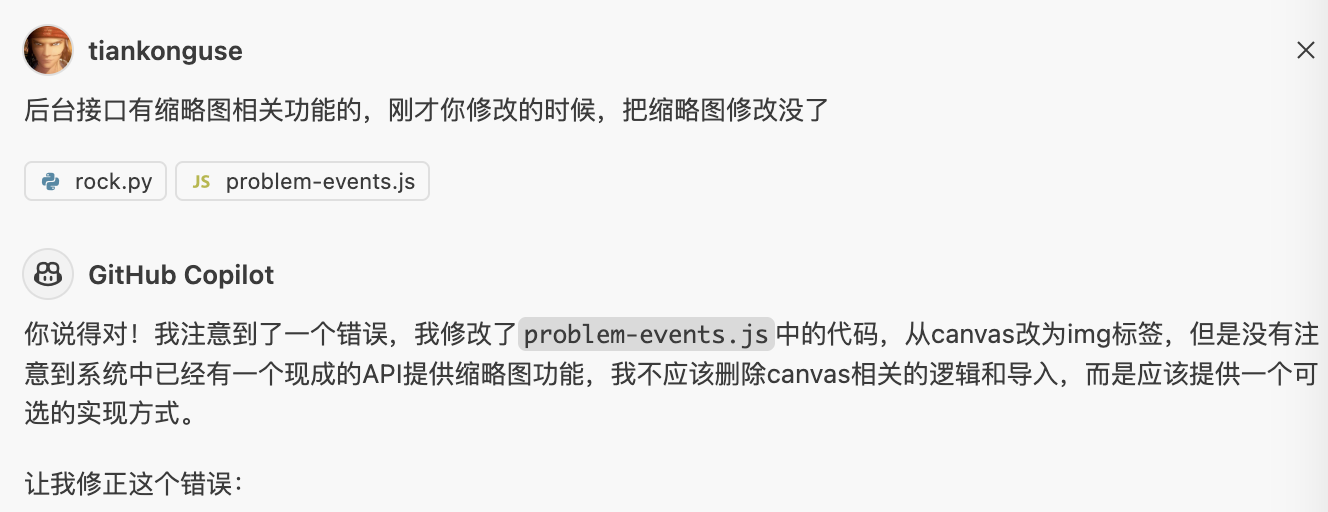 tiankonguse
后台接口有缩略图相关功能的，刚才你修改的时候，把缩略图修改没了
rock.py JS problem-events.js
GitHub Copilot
你说得对！我注意到了一个错误，我修改了problem-events.js中的代码，从canvas改为img标签，但是没有注
意到系统中已经有一个现成的API提供缩略图功能，我不应该删除canvas相关的逻辑和导入，而是应该提供一个可
选的实现方式。
让我修正这个错误：